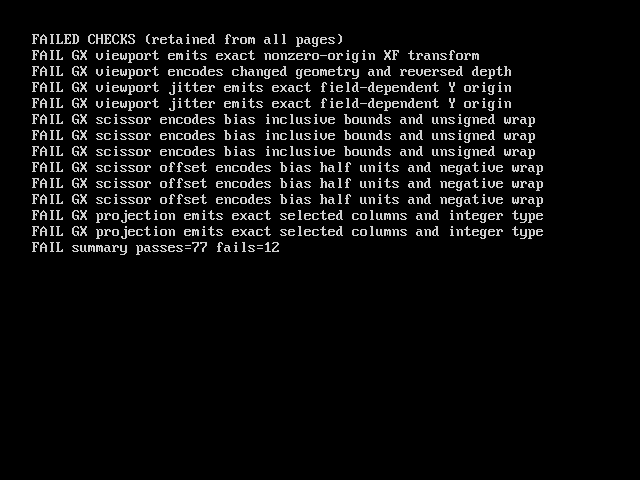 FAILED CHECKS (retained from all pages)
FAIL GX viewport emits exact nonzero-origin XF transform
FAIL GX viewport encodes changed geometry and reversed depth
FAIL GX viewport jitter emits exact field-dependent Y origin
FAIL GX viewport jitter emits exact field-dependent Y origin
FAIL GX scissor encodes bias inclusive bounds and unsigned wrap
FAIL GX scissor encodes bias inclusive bounds and unsigned wrap
FAIL GX scissor encodes bias inclusive bounds and unsigned wrap
FAIL GX scissor offset encodes bias half units and negative wrap
FAIL GX scissor offset encodes bias half units and negative wrap
FAIL GX scissor offset encodes bias half units and negative wrap
FAIL GX projection emits exact selected columns and integer type
FAIL GX projection emits exact selected columns and integer type
FAIL summary passes=77 fails=12